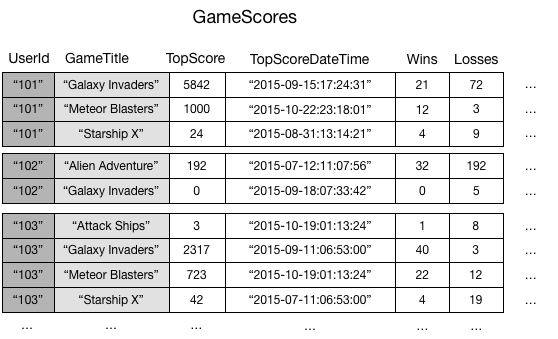 GameScores
UserId GameTitle TopScore TopScoreDateTime Wins Losses
“101” “Galaxy Invaders” 5842 “2015-09-15:17:24:31” 21 72 ...
“101” “Meteor Blasters” 1000 “2015-10-22:23:18:01” 12 3 ...
“101” “Starship X” 24 “2015-08-31:13:14:21” 4 9 ...
“102” “Alien Adventure” 192 “2015-07-12:11:07:56” 32 192 ...
“102” “Galaxy Invaders” 0 “2015-09-18:07:33:42” 0 5 ...
“103” “Attack Ships” 3 “2015-10-19:01:13:24” 1 8 ...
“103” “Galaxy Invaders” 2317 “2015-09-11:06:53:00” 40 3 ...
“103” “Meteor Blasters” 723 “2015-10-19:01:13:24” 22 12 ...
“103” “Starship X” 42 “2015-07-11:06:53:00” 4 19 ...
... ... ... ... ... ... ...